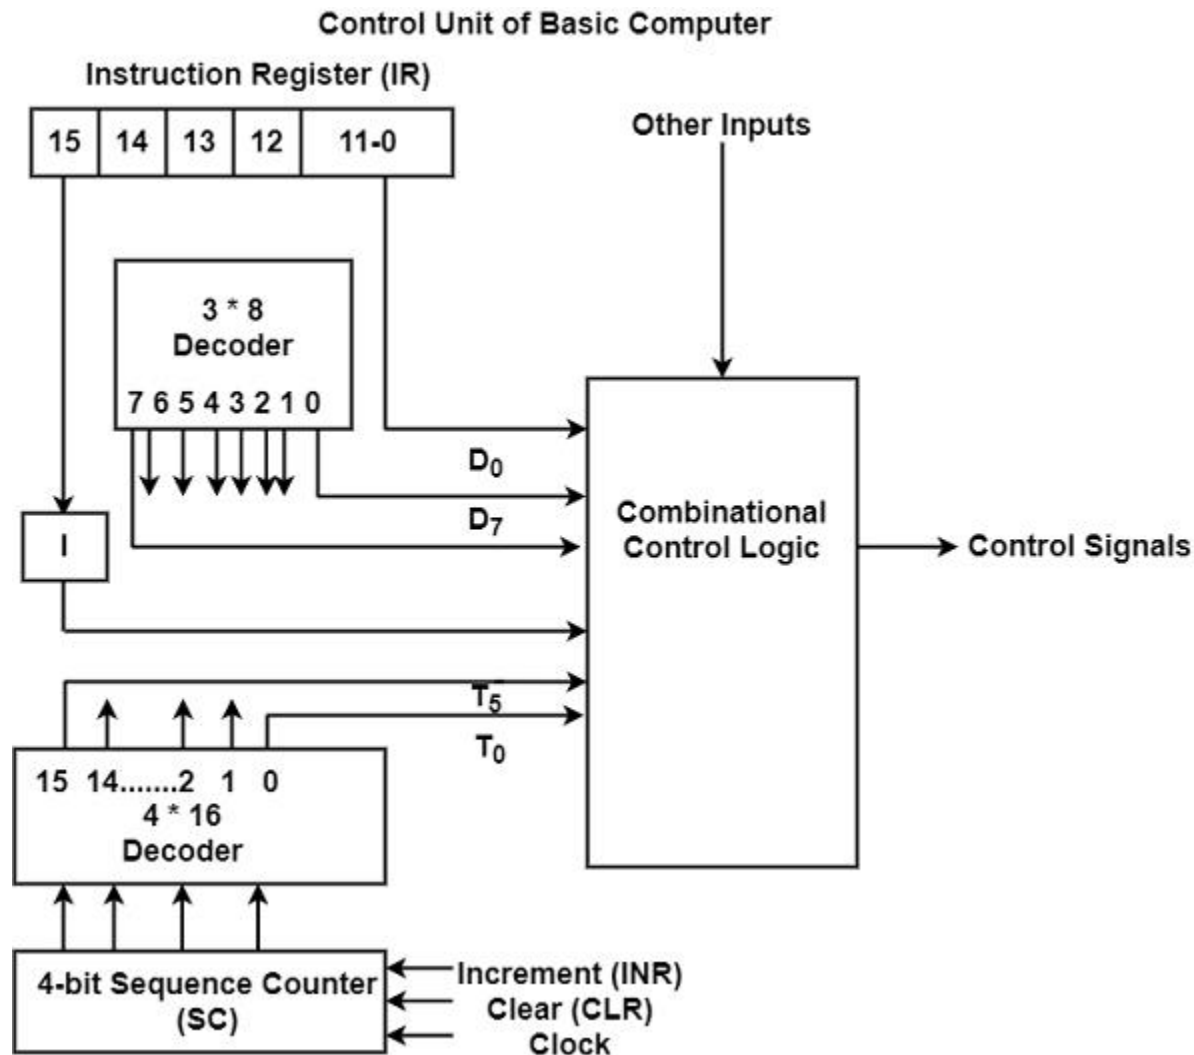 Control Unit of Basic Computer
Instruction Register (IR)
15 14 13 12 11-0
Other Inputs
3 * 8
Decoder
7 6 5 4 3 2 1 0
D0
D7
I
Combinational
Control Logic
Control Signals
T5
T0
15 14.......2 1 0
4 * 16
Decoder
4-bit Sequence Counter
(SC)
Increment (INR)
Clear (CLR)
Clock